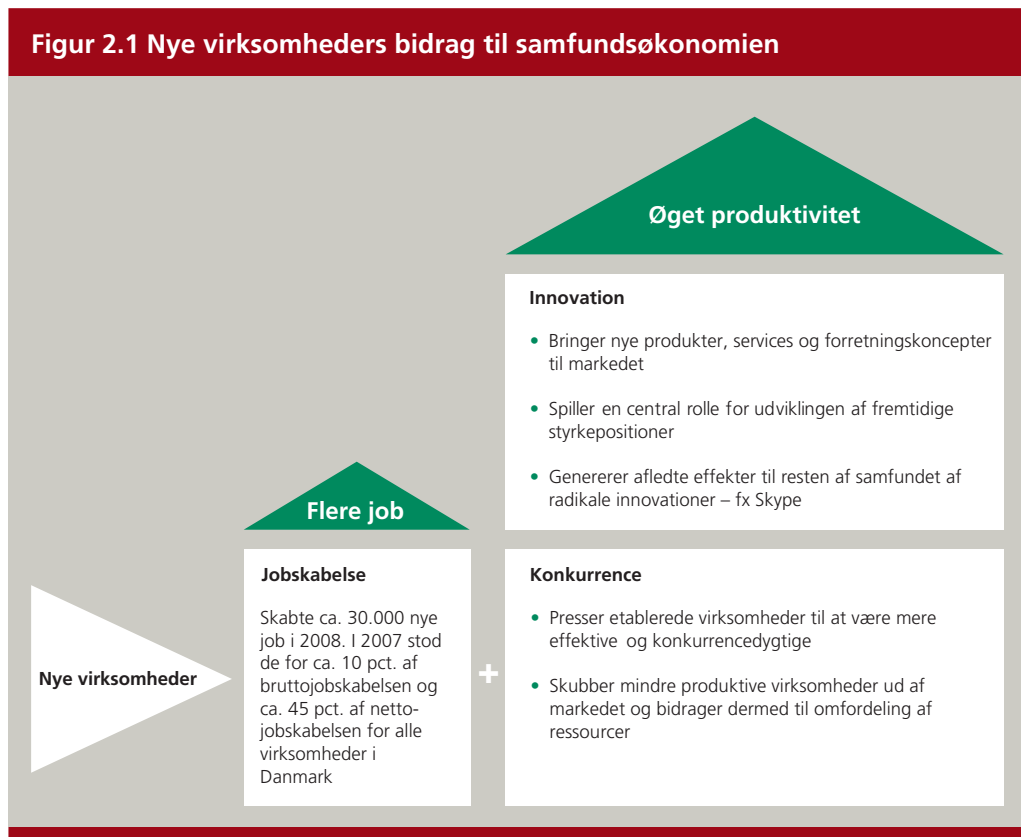 Figur 2.1 Nye virksomheders bidrag til samfundsøkonomien
Øget produktivitet
Innovation
• Bringer nye produkter, services og forretningskoncepter
til markedet
• Spiller en central rolle for udviklingen af fremtidige
styrkepositioner
• Genererer afledte effekter til resten af samfundet af
radikale innovationer – fx Skype
Flere job
Jobskabelse
Skabte ca. 30.000 nye
job i 2008. I 2007 stod
de for ca. 10 pct. af
bruttojobskabelsen og
ca. 45 pct. af netto-
jobskabelsen for alle
virksomheder i
Danmark
Nye virksomheder
+
Konkurrence
• Presser etablerede virksomheder til at være mere
effektive og konkurrencedygtige
• Skubber mindre produktive virksomheder ud af
markedet og bidrager dermed til omfordeling af
ressourcer